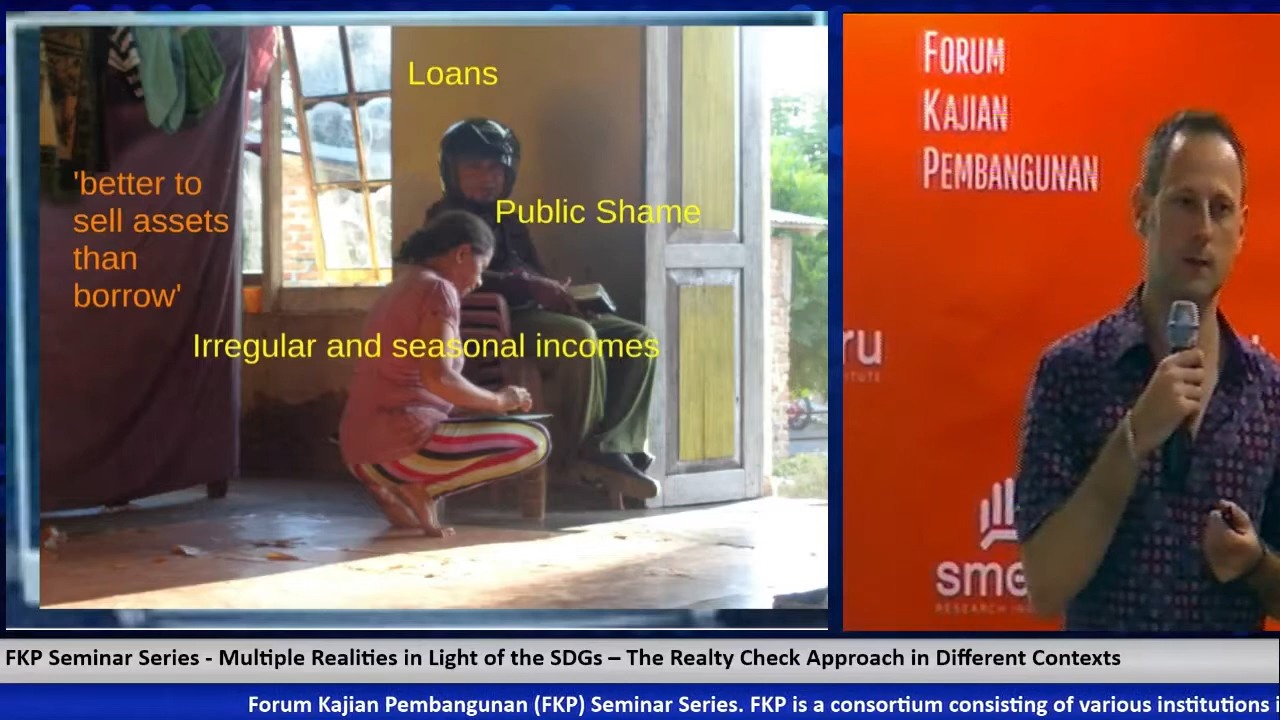 Loans
'better to
sell assets
than
borrow'
Public Shame
Irregular and seasonal incomes
FORUM
KAJIAN
PEMBANGUNAN
FKP Seminar Series - Multiple Realities in Light of the SDGs – The Realty Check Approach in Different Contexts
Forum Kajian Pembangunan (FKP) Seminar Series. FKP is a consortium consisting of various institutions